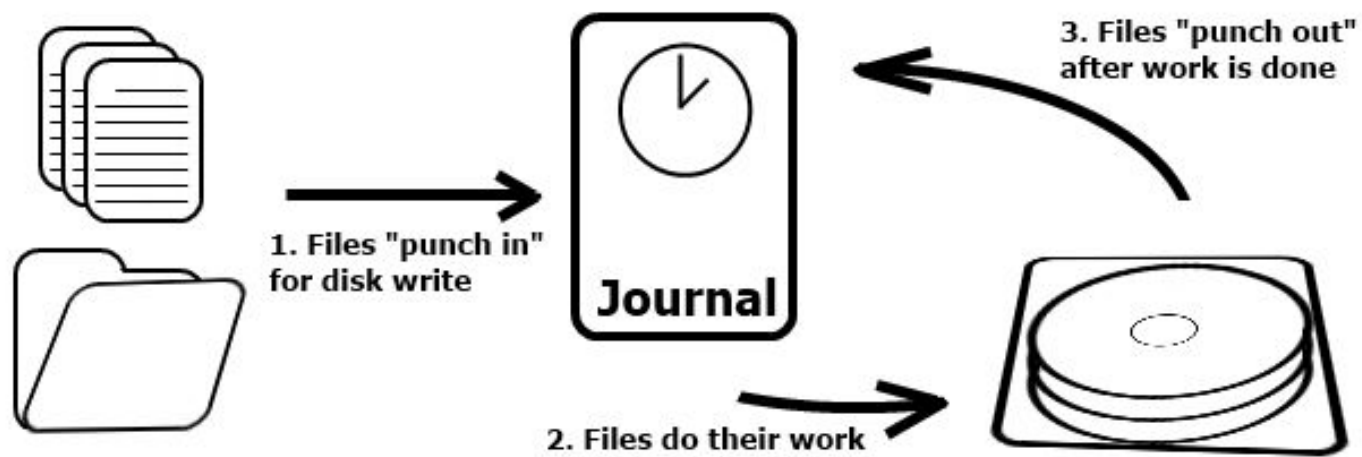 1. Files "punch in"
for disk write
Journal
2. Files do their work
3. Files "punch out"
after work is done